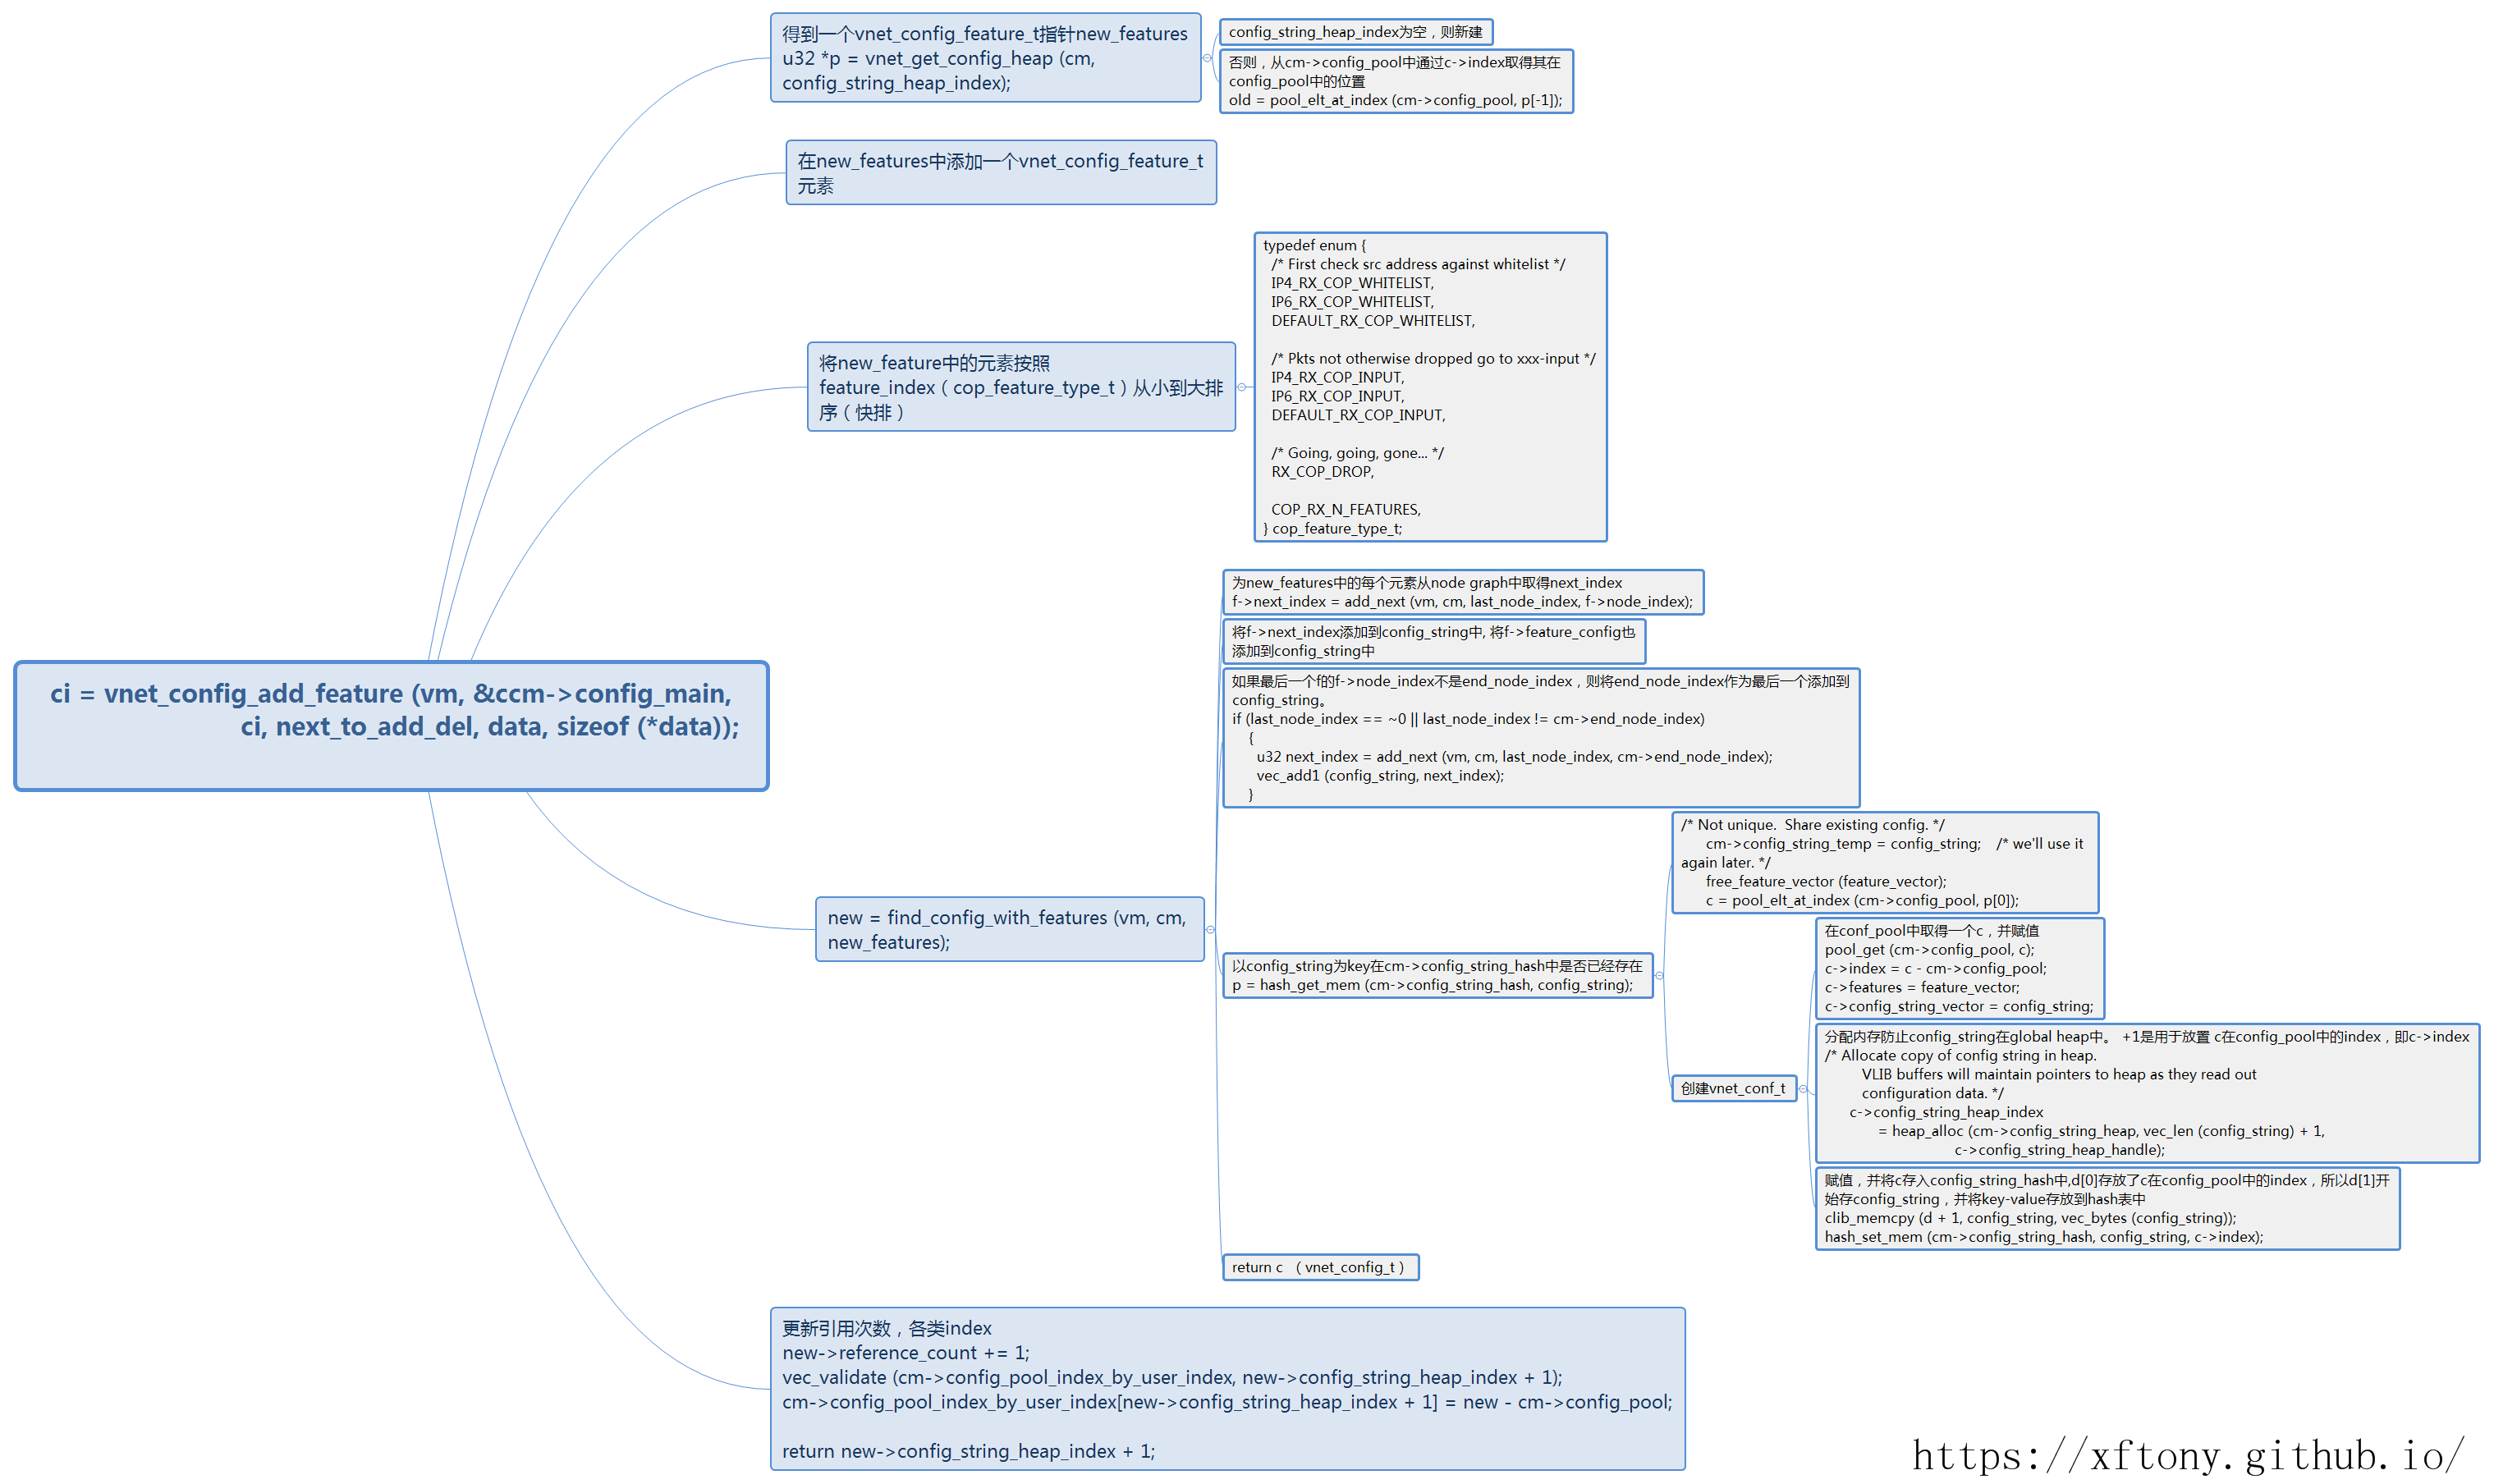 得到一个vnet_config_feature_t指针new_features
u32 *p = vnet_get_config_heap (cm,
config_string_heap_index);
config_string_heap_index为空，则新建
否则，从cm->config_pool中通过c->index取得其在
config_pool中的位置
old = pool_elt_at_index (cm->config_pool, p[-1]);
在new_features中添加一个vnet_config_feature_t
元素
将new_feature中的元素按照
feature_index（cop_feature_type_t）从小到大排
序（快排）
typedef enum {
/* First check src address against whitelist */
IP4_RX_COP_WHITELIST,
IP6_RX_COP_WHITELIST,
DEFAULT_RX_COP_WHITELIST,
/* Pkts not otherwise dropped go to xxx-input */
IP4_RX_COP_INPUT,
IP6_RX_COP_INPUT,
DEFAULT_RX_COP_INPUT,
/* Going, going, gone... */
RX_COP_DROP,
COP_RX_N_FEATURES,
} cop_feature_type_t;
ci = vnet_config_add_feature (vm, &ccm->config_main,
ci, next_to_add_del, data, sizeof (*data));
new = find_config_with_features (vm, cm,
new_features);
为new_features中的每个元素从node graph中取得next_index
f->next_index = add_next (vm, cm, last_node_index, f->node_index);
将f->next_index添加到config_string中, 将f->feature_config也
添加到config_string中
如果最后一个f的f->node_index不是end_node_index，则将end_node_index作为最后一个添加到
config_string。
if (last_node_index == ~0 || last_node_index != cm->end_node_index)
{
u32 next_index = add_next (vm, cm, last_node_index, cm->end_node_index);
vec_add1 (config_string, next_index);
}
以config_string为key在cm->config_string_hash中是否已经存在
p = hash_get_mem (cm->config_string_hash, config_string);
/* Not unique.  Share existing config. */
cm->config_string_temp = config_string;    /* we'll use it
again later. */
free_feature_vector (feature_vector);
c = pool_elt_at_index (cm->config_pool, p[0]);
创建vnet_conf_t
在conf_pool中取得一个c，并赋值
pool_get (cm->config_pool, c);
c->index = c - cm->config_pool;
c->features = feature_vector;
c->config_string_vector = config_string;
分配内存防止config_string在global heap中。 +1是用于放置 c在config_pool中的index，即c->index
/* Allocate copy of config string in heap.
VLIB buffers will maintain pointers to heap as they read out
configuration data. */
c->config_string_heap_index
= heap_alloc (cm->config_string_heap, vec_len (config_string) + 1,
c->config_string_heap_handle);
赋值，并将c存入config_string_hash中,d[0]存放了c在config_pool中的index，所以d[1]开
始存config_string，并将key-value存放到hash表中
clib_memcpy (d + 1, config_string, vec_bytes (config_string));
hash_set_mem (cm->config_string_hash, config_string, c->index);
return c （vnet_config_t）
更新引用次数，各类index
new->reference_count += 1;
vec_validate (cm->config_pool_index_by_user_index, new->config_string_heap_index + 1);
cm->config_pool_index_by_user_index[new->config_string_heap_index + 1] = new - cm->config_pool;
return new->config_string_heap_index + 1;
https://xftony.github.io/